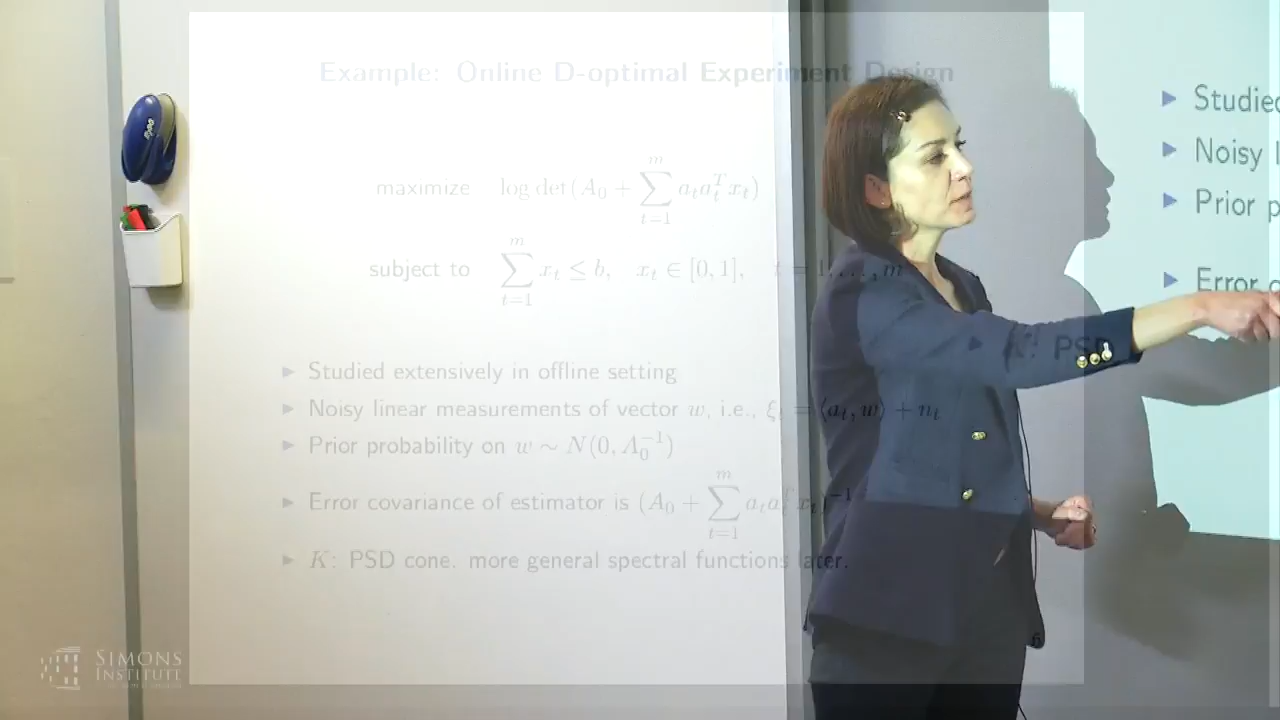 Example: Online D-optimal Experiment Design
maximize log det(A_0 + ∑_{t=1}^{m} a_t a_t^T x_t)
subject to ∑_{t=1}^{m} x_t ≤ b, x_t ∈ [0, 1], t = 1, . . . , m
▶ Studied extensively in offline setting
▶ Noisy linear measurements of vector w, i.e., ξ_t = ⟨a_t, w⟩ + n_t
▶ Prior probability on w ∼ N(0, A_0^{-1})
▶ Error covariance of estimator is (A_0 + ∑_{t=1}^{m} a_t a_t^T x_t)^{-1}
▶ K: PSD cone. more general spectral functions later.
▶ Studied
▶ Noisy
▶ Prior
▶ Error
▶ K: PSD
SIMONS
INSTITUTE